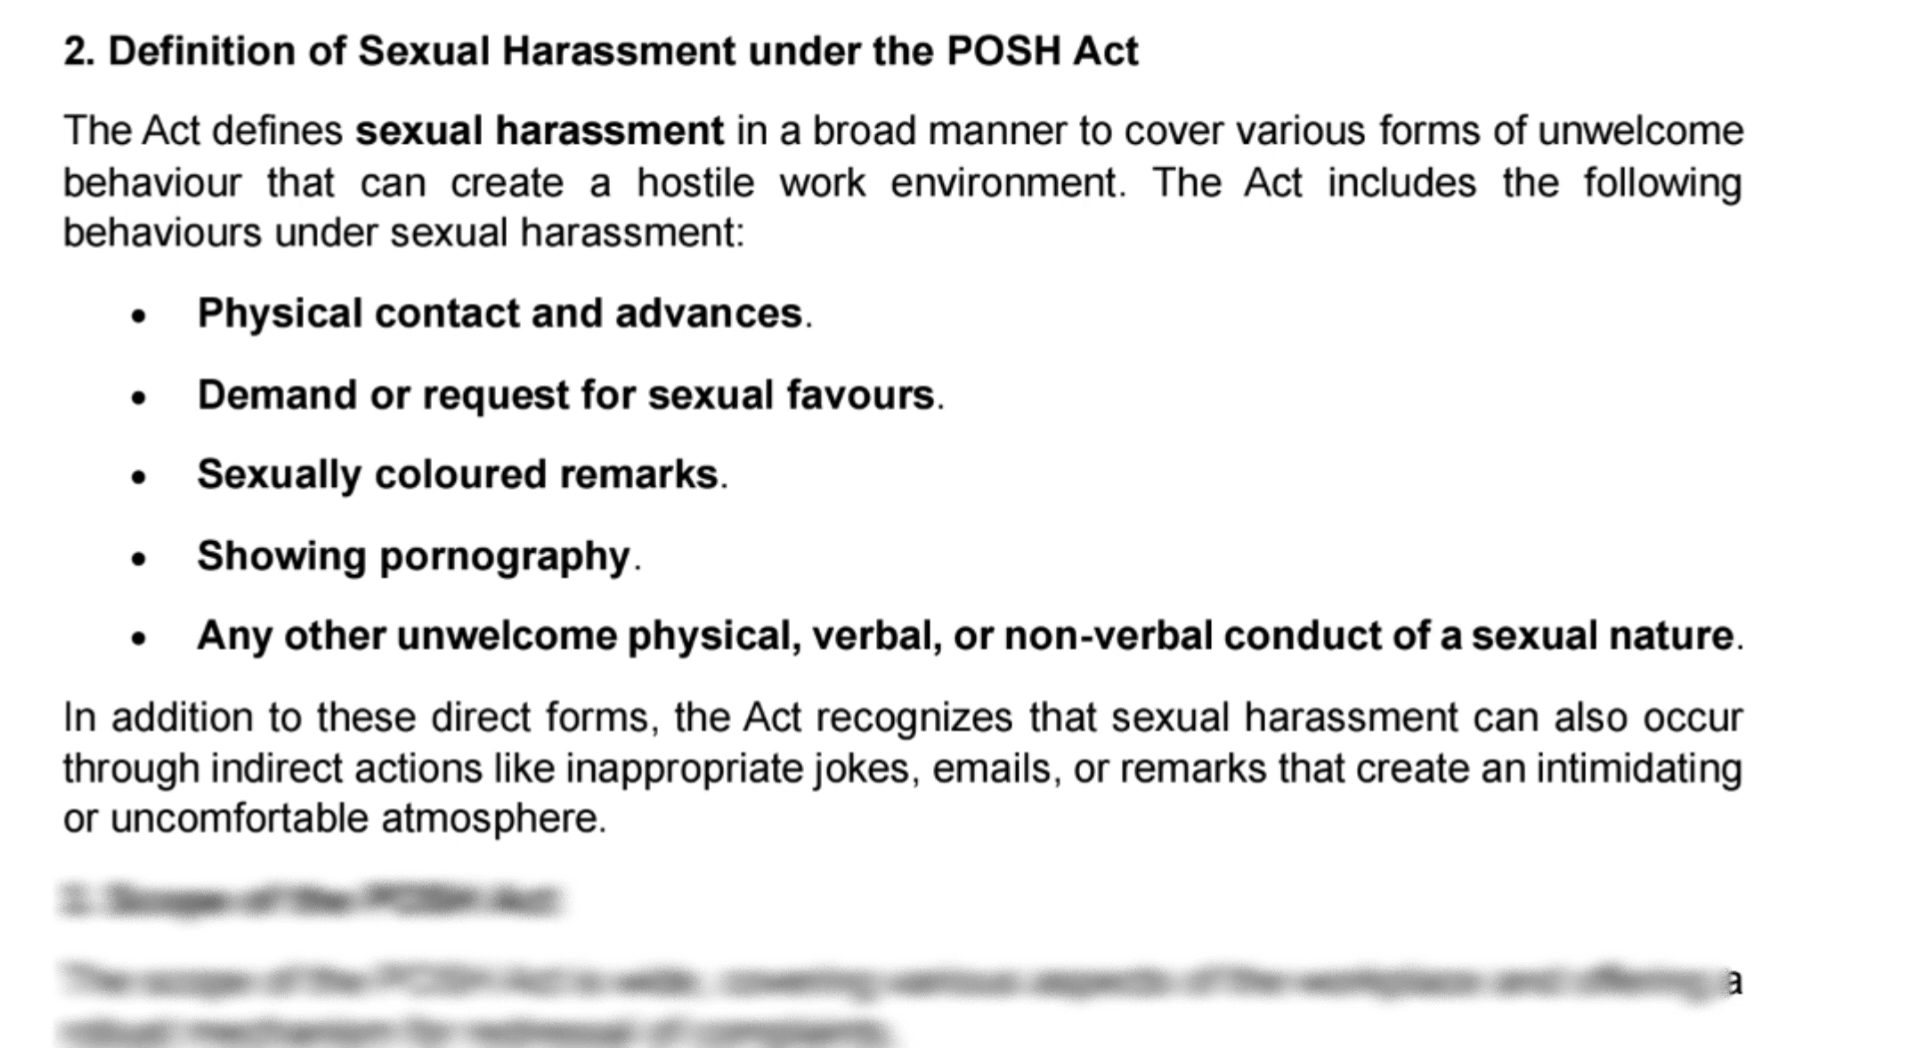 2. Definition of Sexual Harassment under the POSH Act
The Act defines sexual harassment in a broad manner to cover various forms of unwelcome
behaviour that can create a hostile work environment. The Act includes the following
behaviours under sexual harassment:
• Physical contact and advances.
• Demand or request for sexual favours.
• Sexually coloured remarks.
• Showing pornography.
• Any other unwelcome physical, verbal, or non-verbal conduct of a sexual nature.
In addition to these direct forms, the Act recognizes that sexual harassment can also occur
through indirect actions like inappropriate jokes, emails, or remarks that create an intimidating
or uncomfortable atmosphere.
a